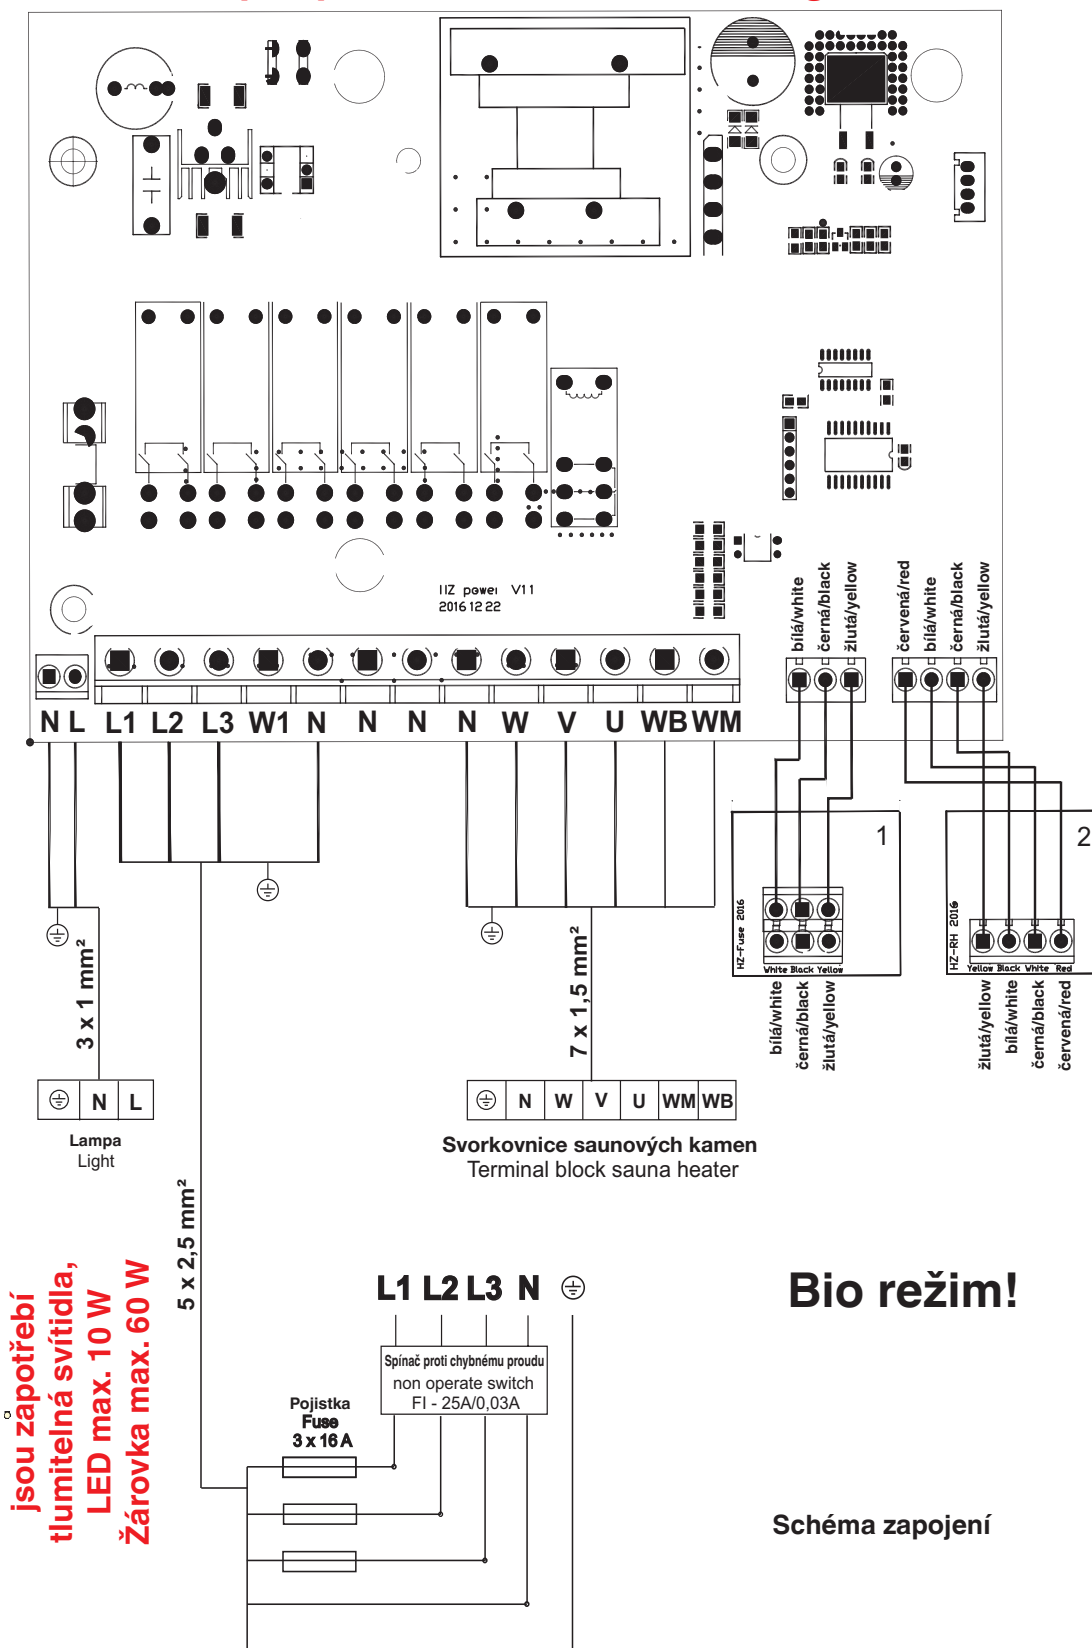 IIZ power V11
2016 12 22
bílá/white
černá/black
žlutá/yellow
červená/red
bílá/white
černá/black
žlutá/yellow
N L L1 L2 L3 W1 N N N N W V U WB WM
1
2
HZ-Fuse 2016
White Black Yellow
HZ-RH 2016
Yellow Black White Red
bílá/white
černá/black
žlutá/yellow
žlutá/yellow
bílá/white
černá/black
červená/red
3 x 1 mm²
7 x 1,5 mm²
N L
Lampa
Light
N W V U WM WB
Svorkovnice saunových kamen
Terminal block sauna heater
5 x 2,5 mm²
L1 L2 L3 N
Bio režim!
Spínač proti chybnému proudu
non operate switch
FI - 25A/0,03A
Pojistka
Fuse
3 x 16 A
jsou zapotřebí
tlumitelná svítidla,
LED max. 10 W
Žárovka max. 60 W
Schéma zapojení